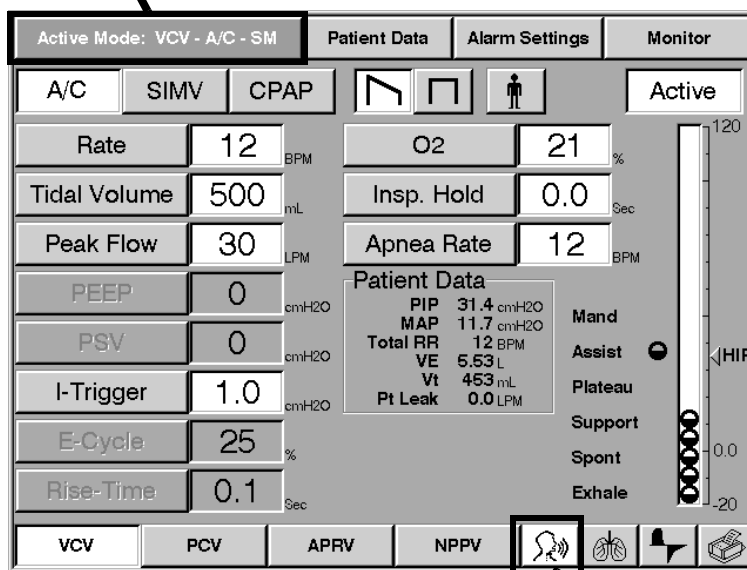 Active Mode: VCV - A/C - SM Patient Data Alarm Settings Monitor
A/C SIMV CPAP Active
Rate 12 BPM O2 21 %
Tidal Volume 500 mL Insp. Hold 0.0 Sec
Peak Flow 30 LPM Apnea Rate 12 BPM
PEEP 0 cmH2O
PSV 0 cmH2O
I-Trigger 1.0 cmH2O
E-Cycle 25 %
Rise-Time 0.1 Sec
Patient Data
PIP 31.4 cmH2O
MAP 11.7 cmH2O
Total RR 12 BPM
VE 5.53 L
Vt 453 mL
Pt Leak 0.0 LPM
Mand
Assist
Plateau
Support
Spont
Exhale
120
HIP
0.0
-20
VCV PCV APRV NPPV